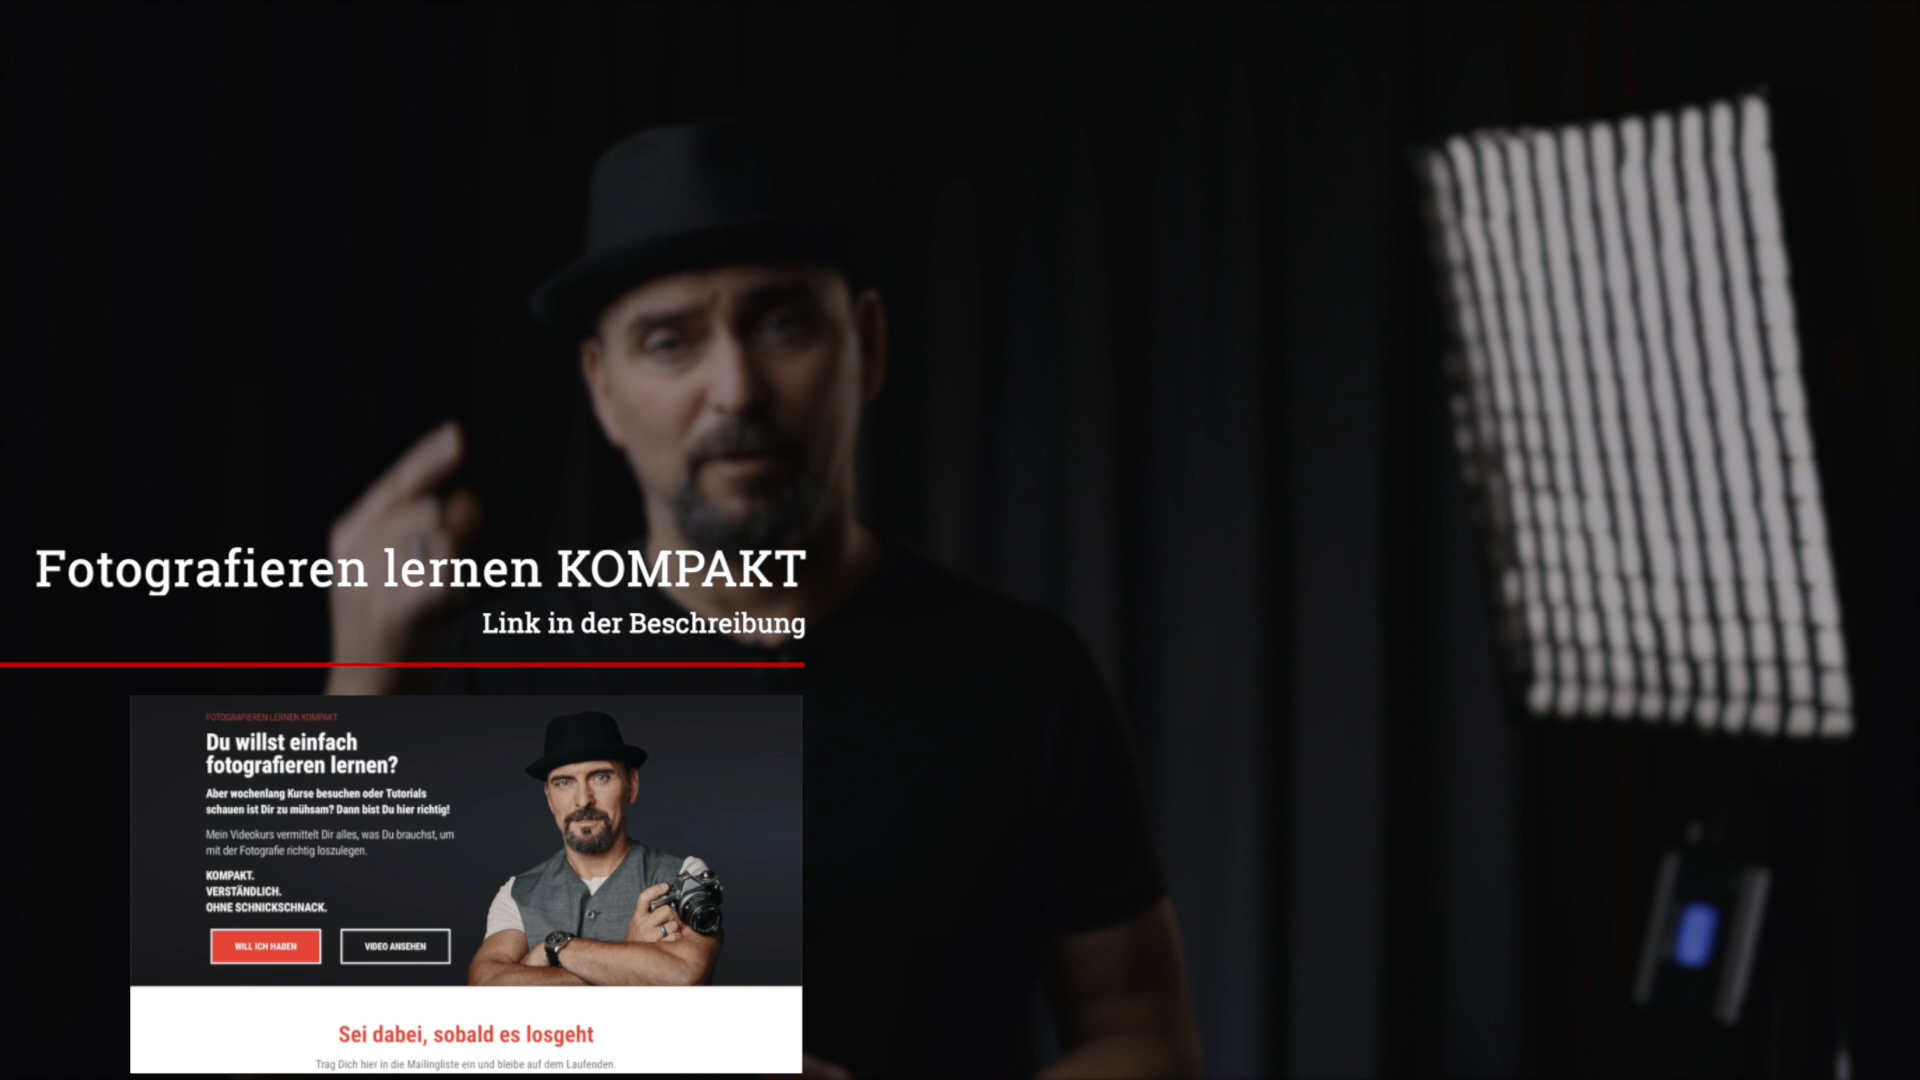 Fotografieren lernen KOMPAKT
Link in der Beschreibung
FOTOGRAFIEREN LERNEN KOMPAKT
Du willst einfach
fotografieren lernen?
Aber wochenlang Kurse besuchen oder Tutorials
schauen ist Dir zu mühsam? Dann bist Du hier richtig!
Mein Videokurs vermittelt Dir alles, was Du brauchst, um
mit der Fotografie richtig loszulegen.
KOMPAKT.
VERSTÄNDLICH.
OHNE SCHNICKSCHNACK.
WILL ICH HABEN
VIDEO ANSEHEN
Sei dabei, sobald es losgeht
Trag Dich hier in die Mailingliste ein und bleibe auf dem Laufenden.